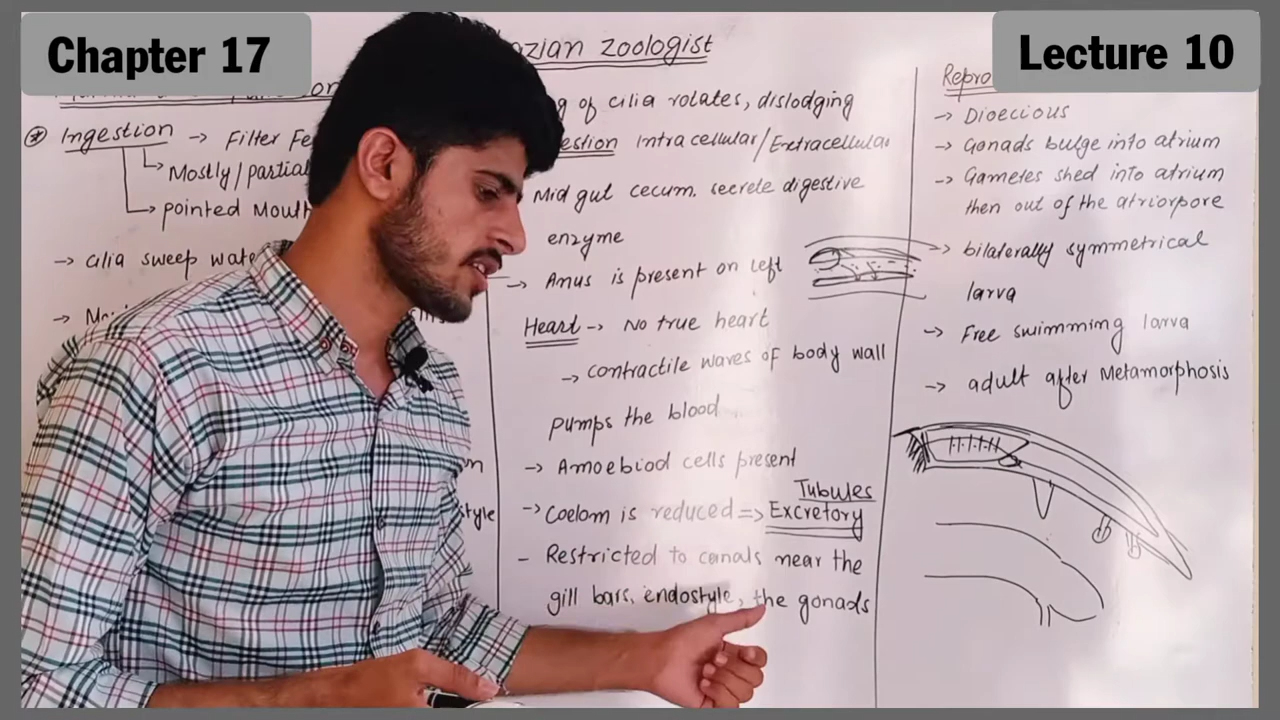 Chapter 17
Lecture 10
zian zoologist
Ingestion → Filter Fe
Mostly/partial
pointed Mouth
→ cilia sweep wate
style
g of cilia rotates, dislodging
estion Intracellular/Extracellular
Mid gut cecum. secrete digestive
enzyme
→ Anus is present on left
Heart → No true heart
→ contractile waves of body wall
pumps the blood
→ Amoebiod cells present
Tubules
→ Coelom is reduced => Excretory
- Restricted to canals near the
gill bars, endostyle, the gonads
Repro
→ Dioecious
→ Gonads bulge into atrium
→ Gametes shed into atrium
then out of the atriorpore
→ bilaterally symmetrical
larva
→ Free swimming larva
→ adult after Metamorphosis